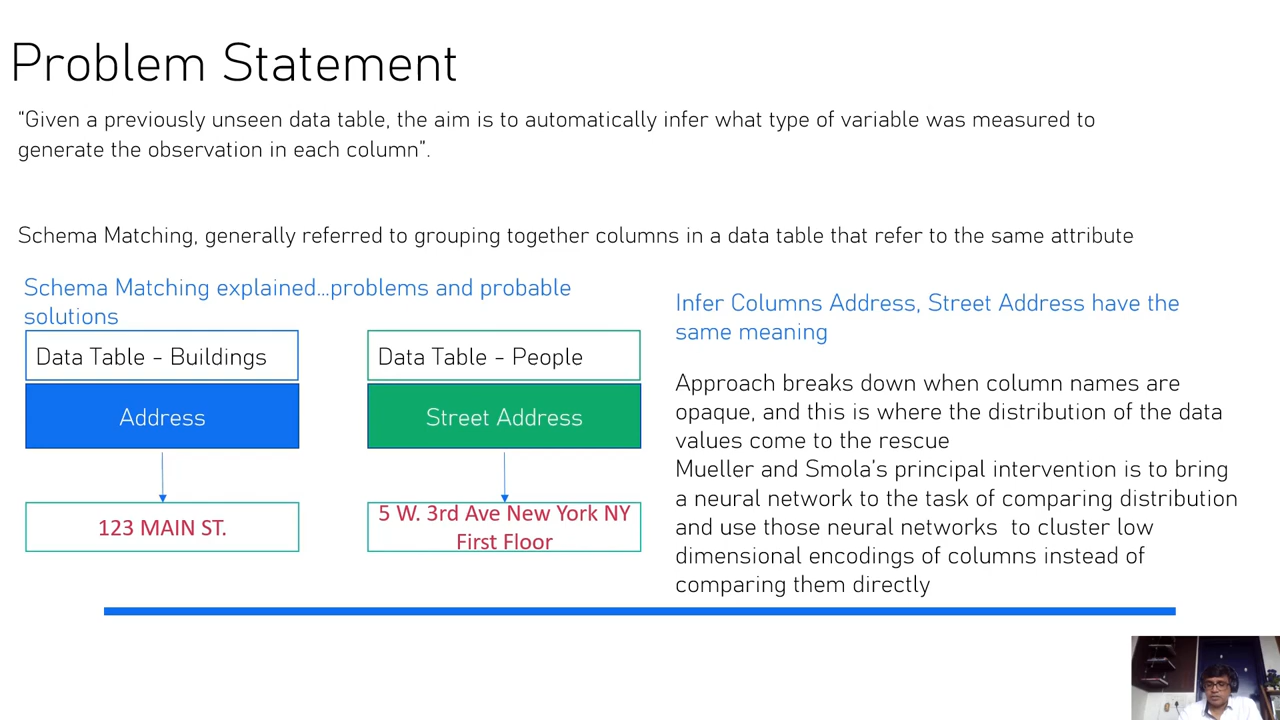 Problem Statement
“Given a previously unseen data table, the aim is to automatically infer what type of variable was measured to
generate the observation in each column”.
Schema Matching, generally referred to grouping together columns in a data table that refer to the same attribute
Schema Matching explained...problems and probable
solutions
Data Table - Buildings
Address
123 MAIN ST.
Data Table - People
Street Address
5 W. 3rd Ave New York NY
First Floor
Infer Columns Address, Street Address have the
same meaning
Approach breaks down when column names are
opaque, and this is where the distribution of the data
values come to the rescue
Mueller and Smola’s principal intervention is to bring
a neural network to the task of comparing distribution
and use those neural networks to cluster low
dimensional encodings of columns instead of
comparing them directly